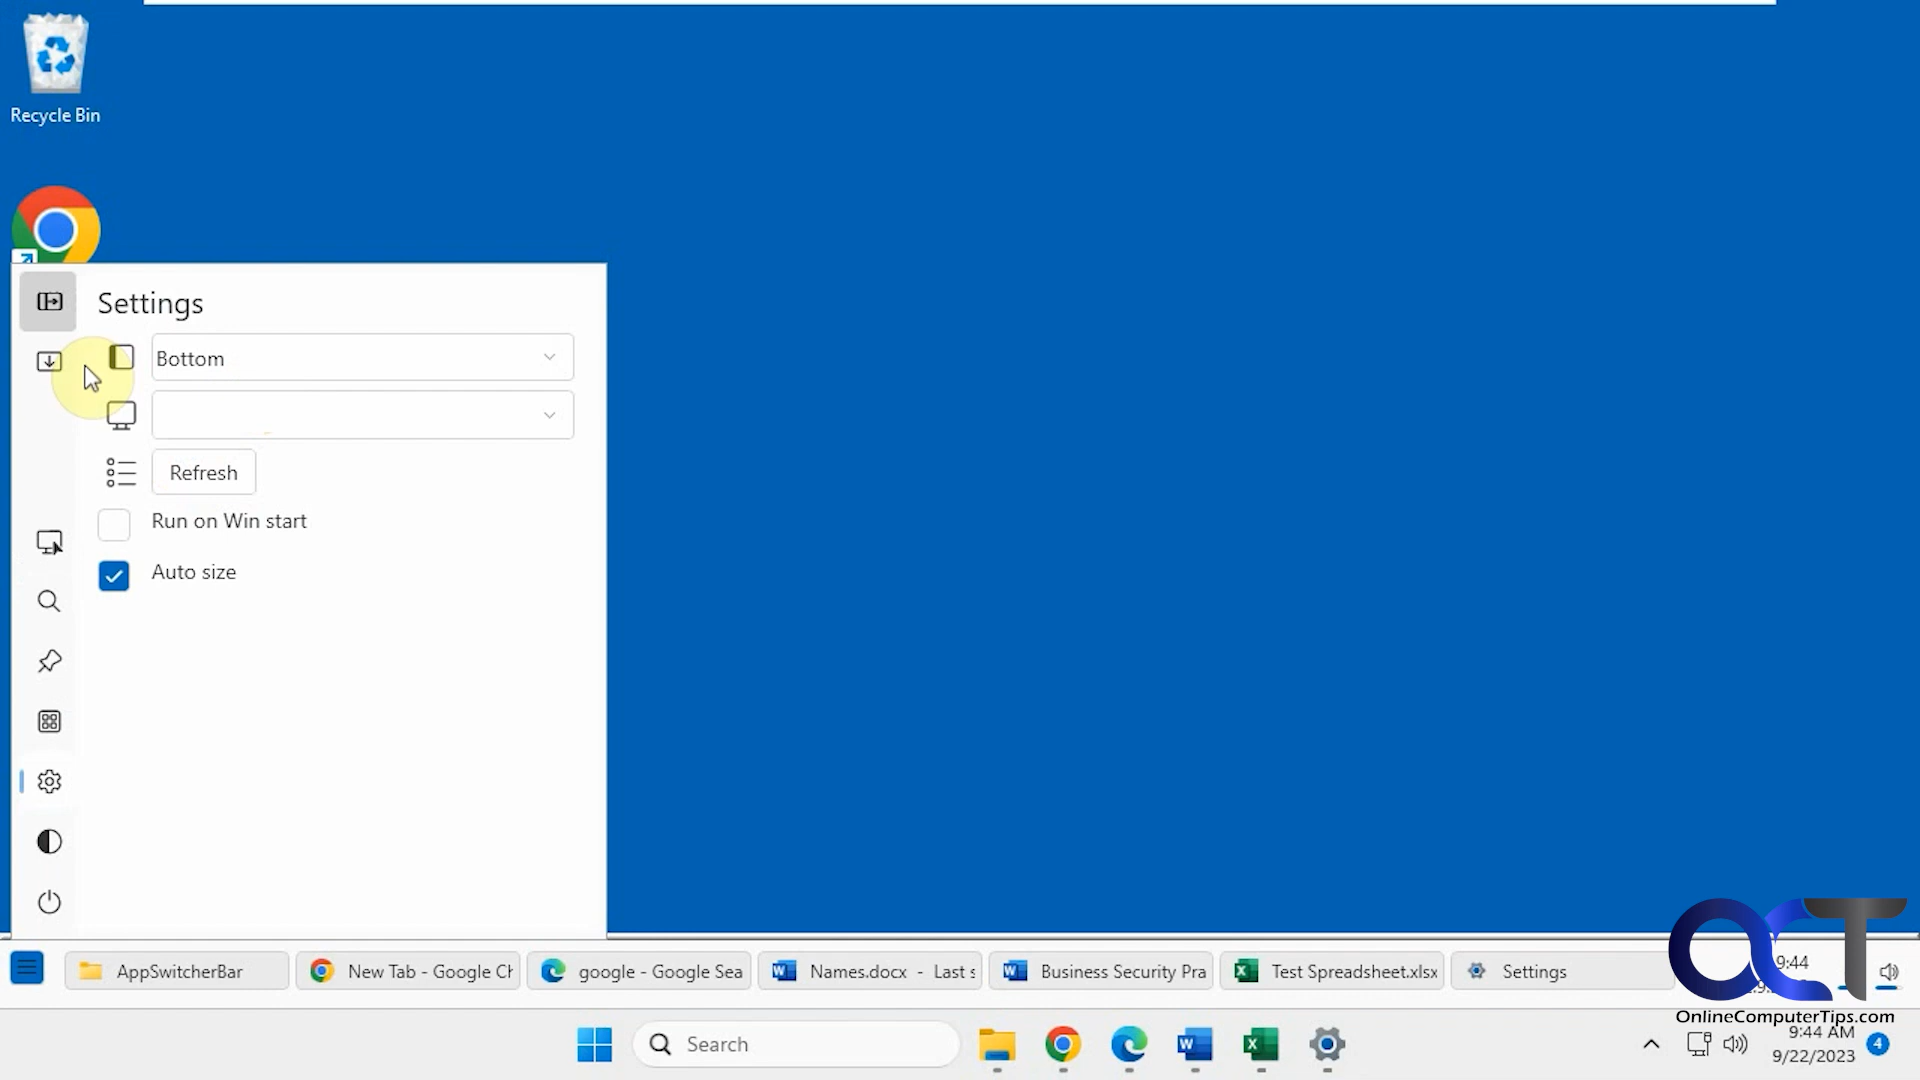 Recycle Bin
Settings
Bottom
Refresh
Run on Win start
Auto size
AppSwitcherBar
New Tab - Google Ch
google - Google Sea
Names.docx - Last s
Business Security Pra
Test Spreadsheet.xlsx
Settings
9:44
OCT
OnlineComputerTips.com
Search
9:44 AM
9/22/2023
4